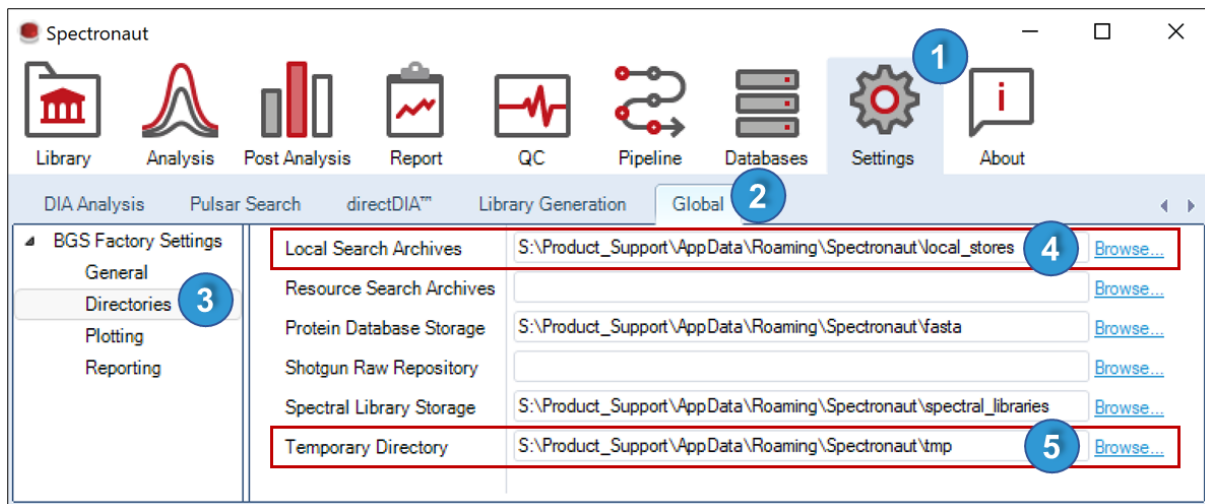 Spectronaut
1
Library Analysis Post Analysis Report QC Pipeline Databases Settings About
DIA Analysis Pulsar Search directDIA™ Library Generation Global 2
BGS Factory Settings
General
Directories 3
Plotting
Reporting
Local Search Archives S:\Product_Support\AppData\Roaming\Spectronaut\local_stores 4 Browse...
Resource Search Archives Browse...
Protein Database Storage S:\Product_Support\AppData\Roaming\Spectronaut\fasta Browse...
Shotgun Raw Repository Browse...
Spectral Library Storage S:\Product_Support\AppData\Roaming\Spectronaut\spectral_libraries Browse...
Temporary Directory S:\Product_Support\AppData\Roaming\Spectronaut\tmp 5 Browse...